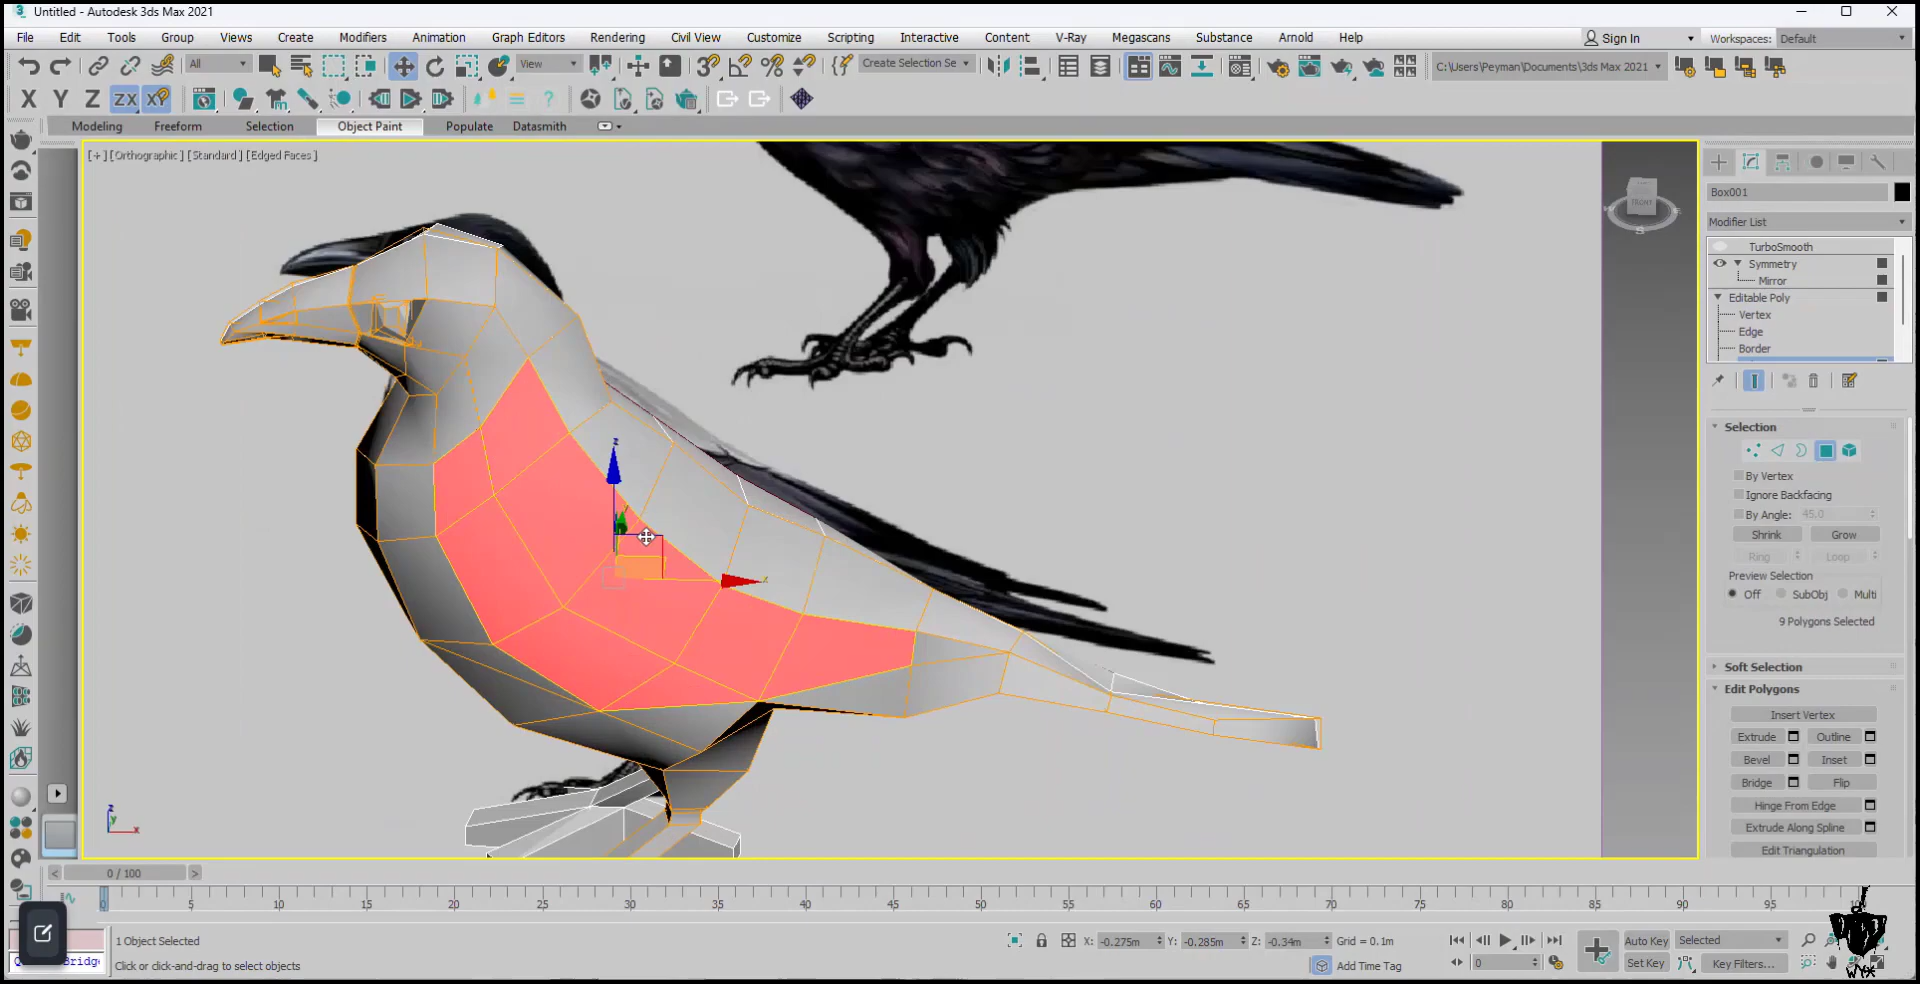 Untitled - Autodesk 3ds Max 2021
File Edit Tools Group Views Create Modifiers Animation Graph Editors Rendering Civil View Customize Scripting Interactive Content V-Ray Megascans Substance Arnold Help Sign In Workspaces: Default
All View Create Selection Se C:\Users\Peyman\Documents\3ds Max 2021
X Y Z ZX XP
Modeling Freeform Selection Object Paint Populate Datasmith
[+] [Orthographic] [Standard] [Edged Faces]
FRONT
S
Box001
Modifier List
TurboSmooth
Symmetry
Mirror
Editable Poly
Vertex
Edge
Border
Selection
By Vertex
Ignore Backfacing
By Angle: 45.0
Shrink Grow
Ring Loop
Preview Selection
Off SubObj Multi
9 Polygons Selected
Soft Selection
Edit Polygons
Insert Vertex
Extrude Outline
Bevel Inset
Bridge Flip
Hinge From Edge
Extrude Along Spline
Edit Triangulation
z
x
z
y
x
0 / 100
0 5 10 15 20 25 30 35 40 45 50 55 60 65 70 75 80 85 90 95
1 Object Selected
X: -0.275m Y: -0.285m Z: -0.34m Grid = 0.1m
Auto Key Selected
Click or click-and-drag to select objects
Add Time Tag
0
Set Key Key Filters...